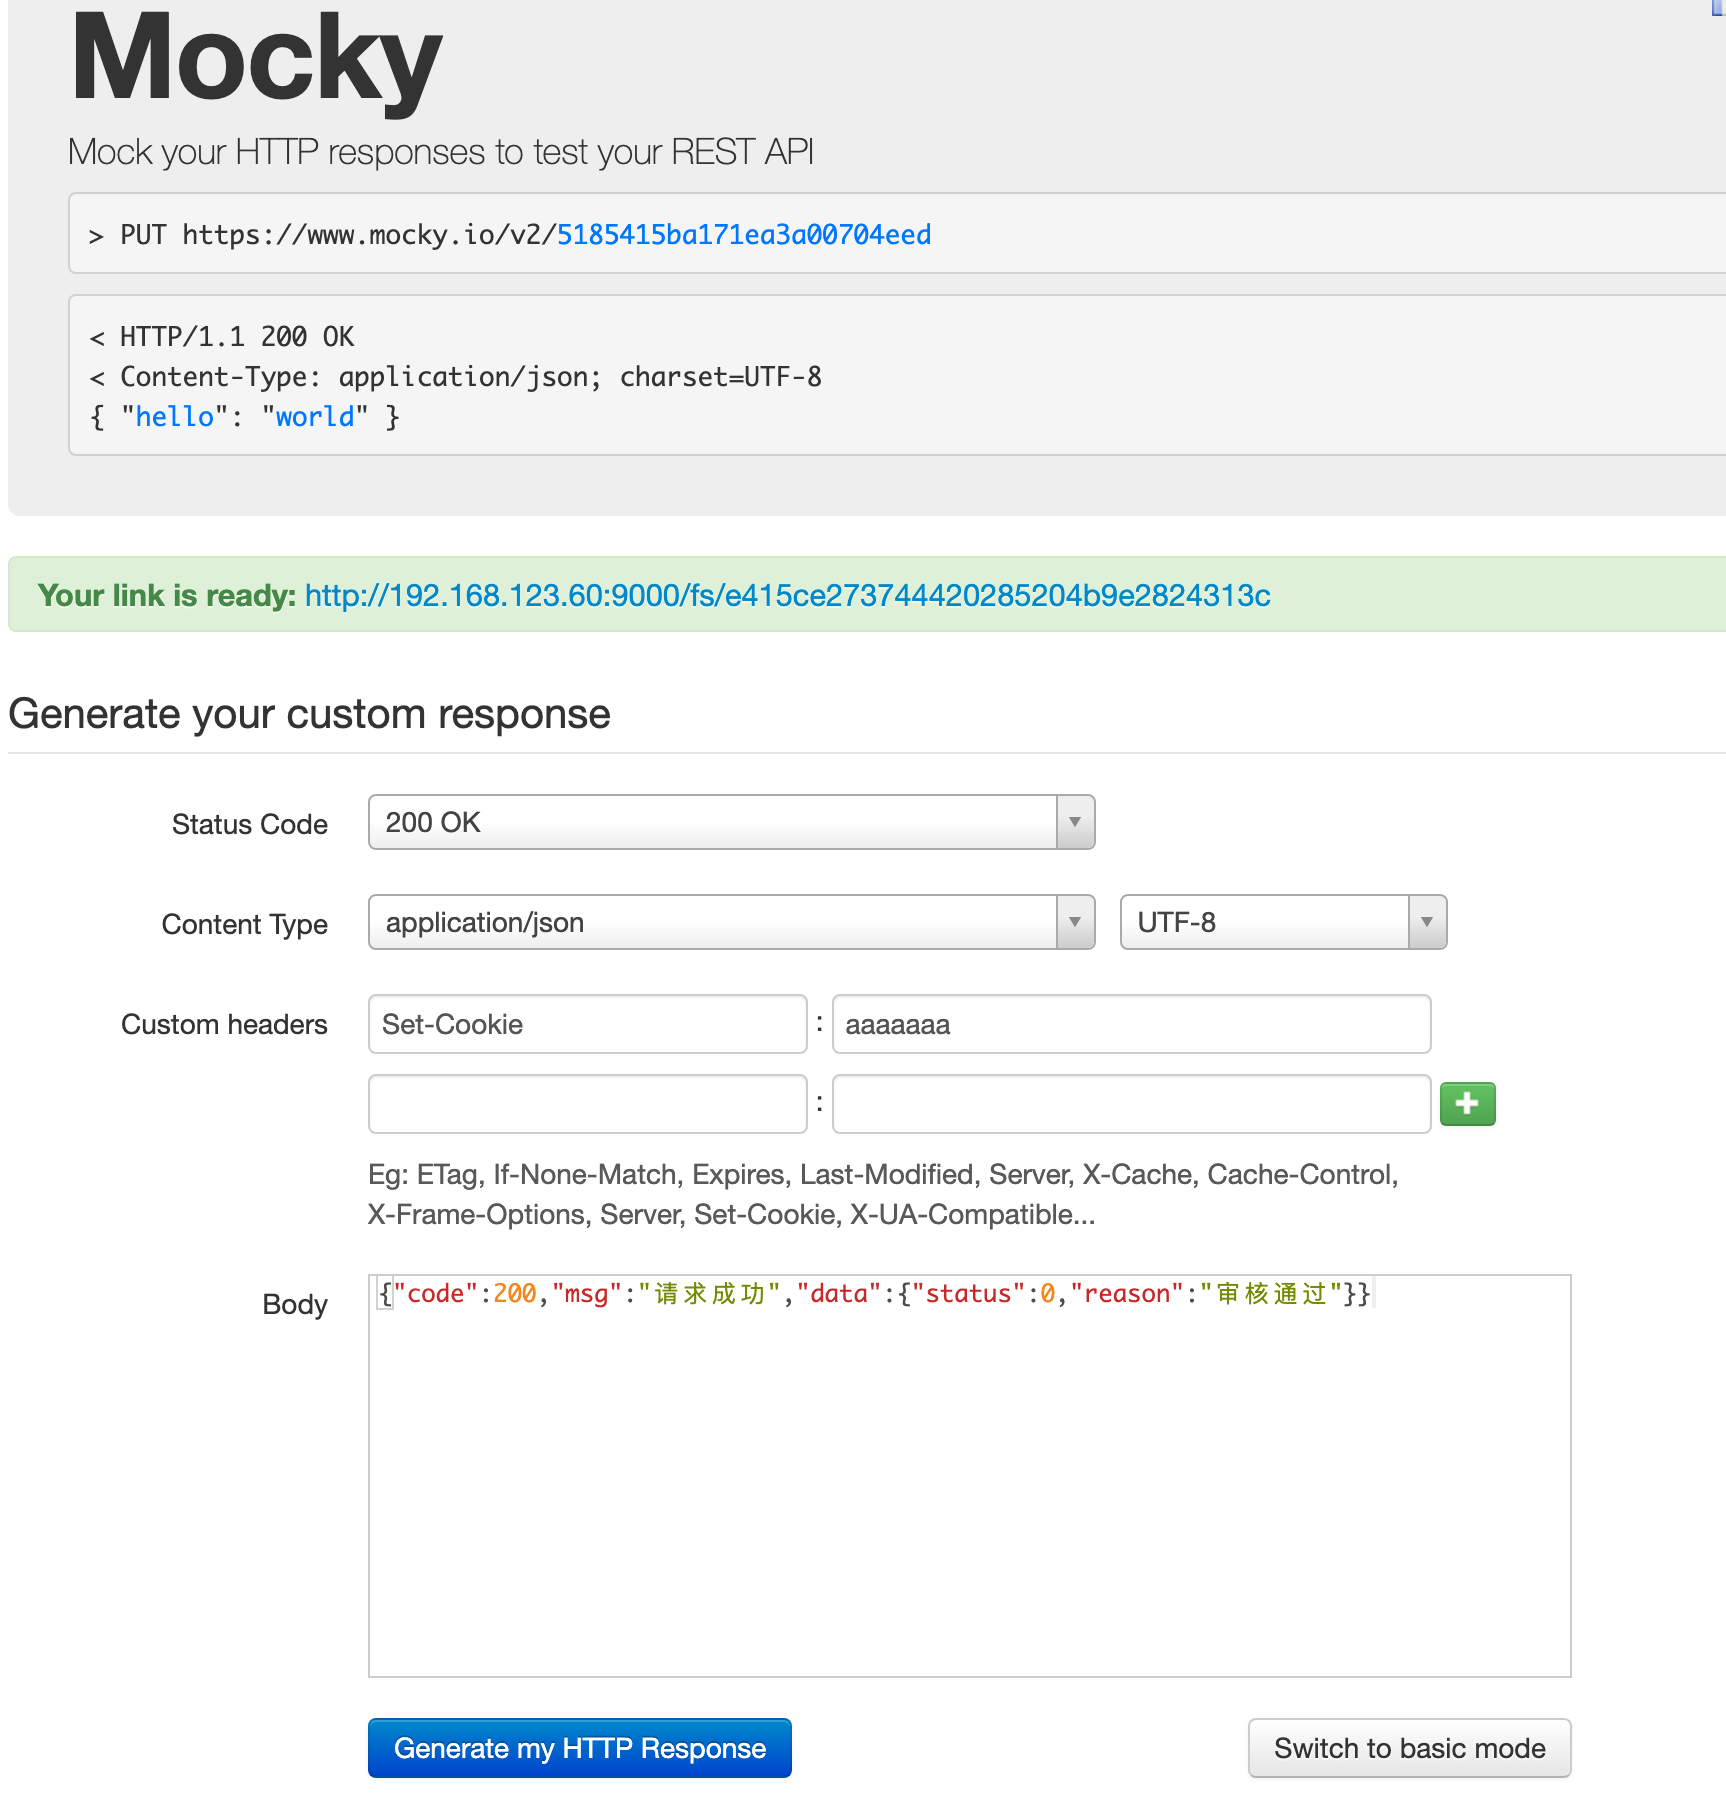 Mocky
Mock your HTTP responses to test your REST API
> PUT https://www.mocky.io/v2/5185415ba171ea3a00704eed
< HTTP/1.1 200 OK
< Content-Type: application/json; charset=UTF-8
{ "hello": "world" }
Your link is ready: http://192.168.123.60:9000/fs/e415ce273744420285204b9e2824313c
Generate your custom response
Status Code 200 OK
Content Type application/json UTF-8
Custom headers Set-Cookie : aaaaaaa
:
Eg: ETag, If-None-Match, Expires, Last-Modified, Server, X-Cache, Cache-Control,
X-Frame-Options, Server, Set-Cookie, X-UA-Compatible...
Body {"code":200,"msg":"请求成功","data":{"status":0,"reason":"审核通过"}}
Generate my HTTP Response Switch to basic mode